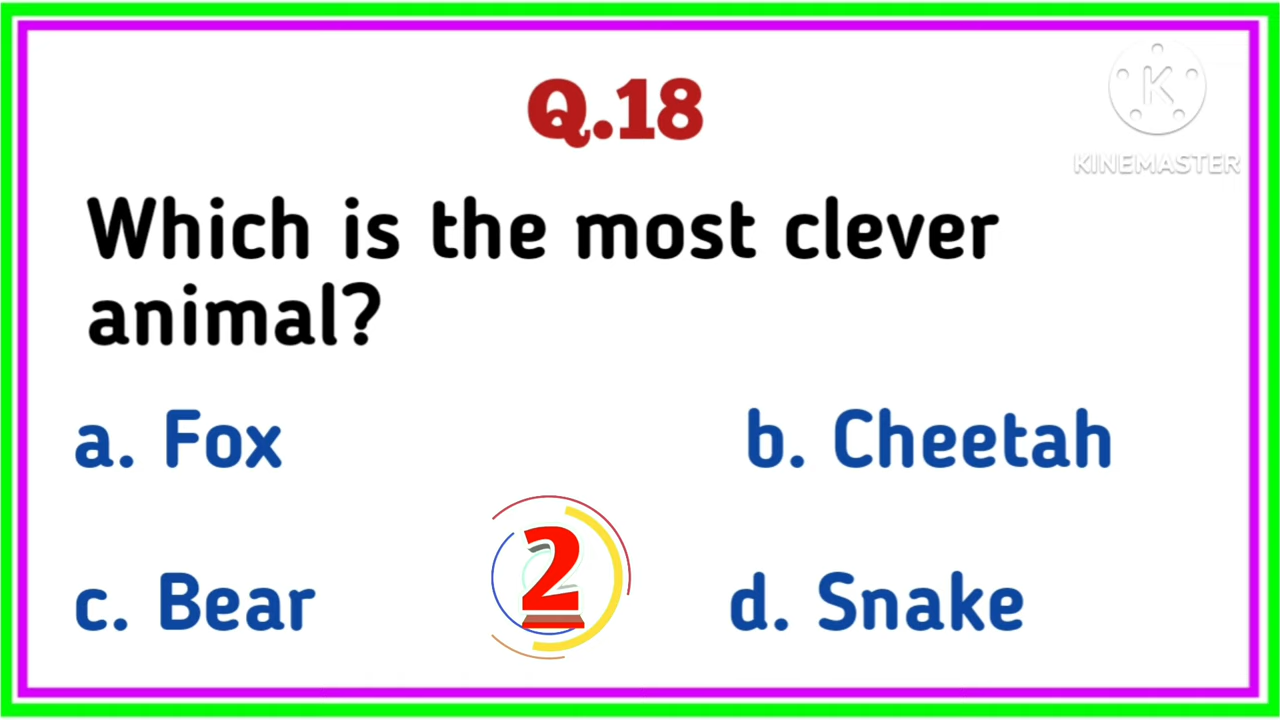 Q.18
K
KINEMASTER
Which is the most clever
animal?
a. Fox
b. Cheetah
2
c. Bear
d. Snake